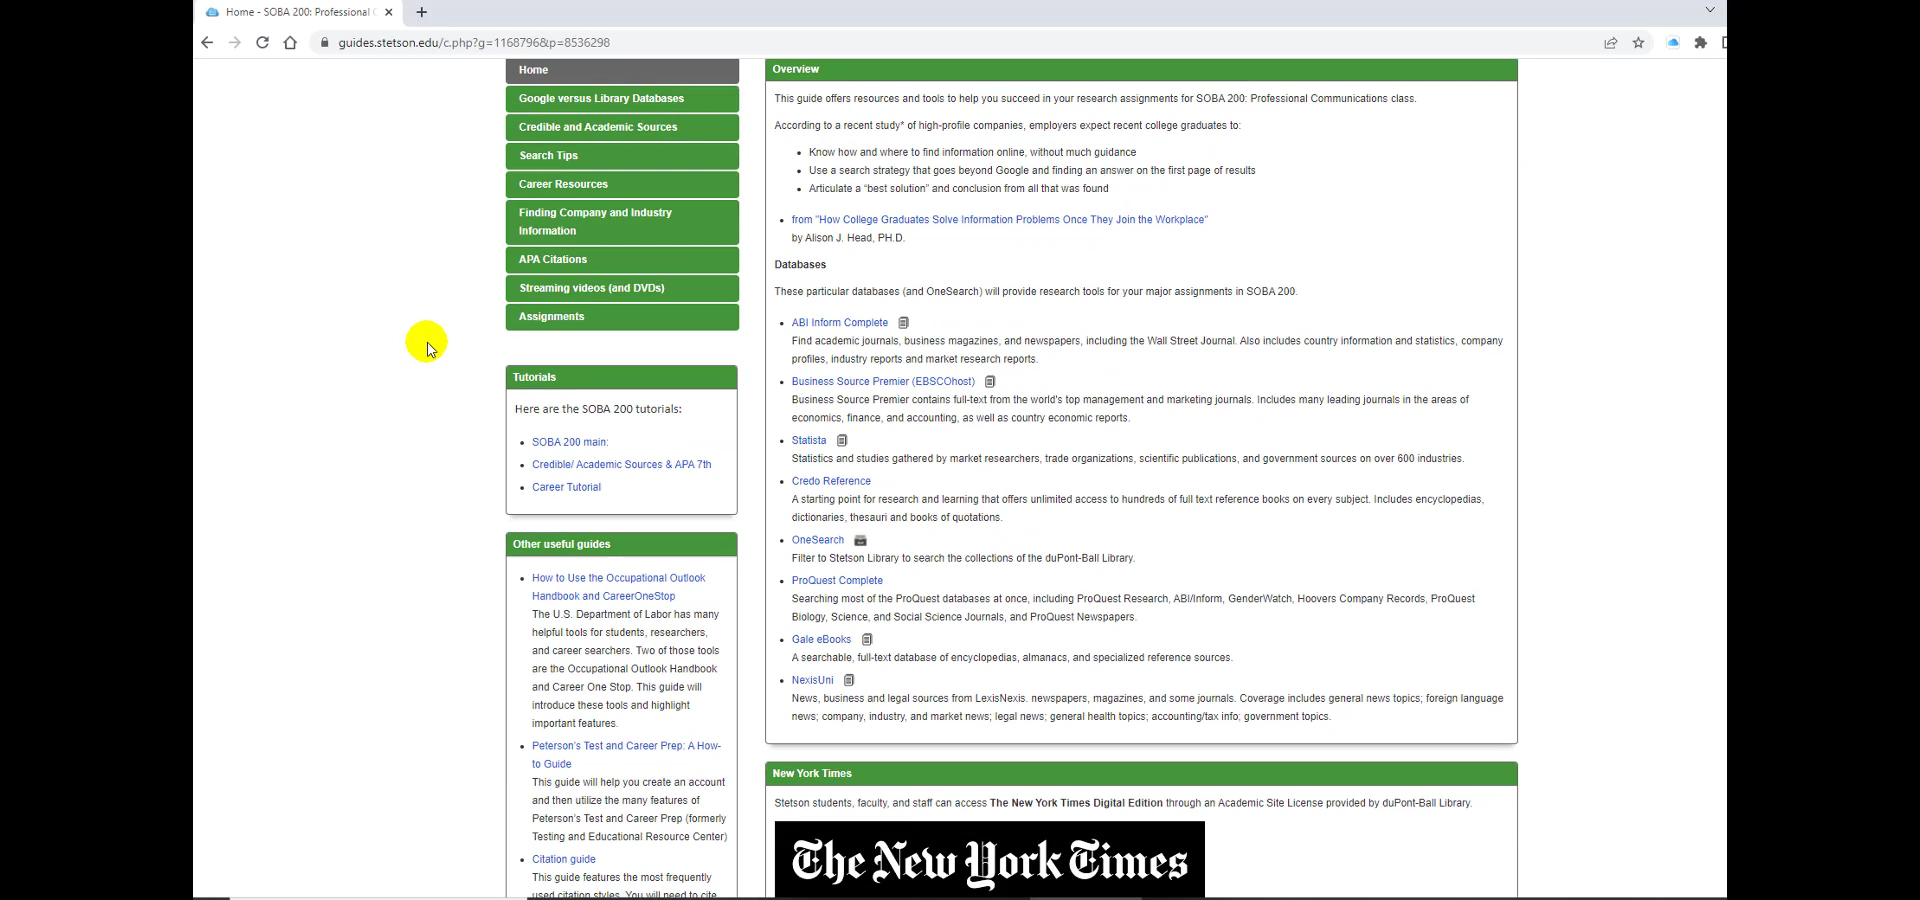 Home - SOBA 200: Professional C
guides.stetson.edu/c.php?g=1168796&p=8536298
Home
Google versus Library Databases
Credible and Academic Sources
Search Tips
Career Resources
Finding Company and Industry
Information
APA Citations
Streaming videos (and DVDs)
Assignments
Tutorials
Here are the SOBA 200 tutorials:
SOBA 200 main:
Credible/ Academic Sources & APA 7th
Career Tutorial
Other useful guides
How to Use the Occupational Outlook
Handbook and CareerOneStop
The U.S. Department of Labor has many
helpful tools for students, researchers,
and career searchers. Two of those tools
are the Occupational Outlook Handbook
and Career One Stop. This guide will
introduce these tools and highlight
important features.
Peterson's Test and Career Prep: A How-
to Guide
This guide will help you create an account
and then utilize the many features of
Peterson's Test and Career Prep (formerly
Testing and Educational Resource Center)
Citation guide
This guide features the most frequently
used citation styles. You will need to cite
Overview
This guide offers resources and tools to help you succeed in your research assignments for SOBA 200: Professional Communications class.
According to a recent study* of high-profile companies, employers expect recent college graduates to:
Know how and where to find information online, without much guidance
Use a search strategy that goes beyond Google and finding an answer on the first page of results
Articulate a “best solution” and conclusion from all that was found
from "How College Graduates Solve Information Problems Once They Join the Workplace"
by Alison J. Head, PH.D.
Databases
These particular databases (and OneSearch) will provide research tools for your major assignments in SOBA 200.
ABI Inform Complete
Find academic journals, business magazines, and newspapers, including the Wall Street Journal. Also includes country information and statistics, company
profiles, industry reports and market research reports.
Business Source Premier (EBSCOhost)
Business Source Premier contains full-text from the world's top management and marketing journals. Includes many leading journals in the areas of
economics, finance, and accounting, as well as country economic reports.
Statista
Statistics and studies gathered by market researchers, trade organizations, scientific publications, and government sources on over 600 industries.
Credo Reference
A starting point for research and learning that offers unlimited access to hundreds of full text reference books on every subject. Includes encyclopedias,
dictionaries, thesauri and books of quotations.
OneSearch
Filter to Stetson Library to search the collections of the duPont-Ball Library.
ProQuest Complete
Searching most of the ProQuest databases at once, including ProQuest Research, ABI/Inform, GenderWatch, Hoovers Company Records, ProQuest
Biology, Science, and Social Science Journals, and ProQuest Newspapers.
Gale eBooks
A searchable, full-text database of encyclopedias, almanacs, and specialized reference sources.
NexisUni
News, business and legal sources from LexisNexis. newspapers, magazines, and some journals. Coverage includes general news topics; foreign language
news; company, industry, and market news; legal news; general health topics; accounting/tax info; government topics.
New York Times
Stetson students, faculty, and staff can access The New York Times Digital Edition through an Academic Site License provided by duPont-Ball Library.
The New York Times